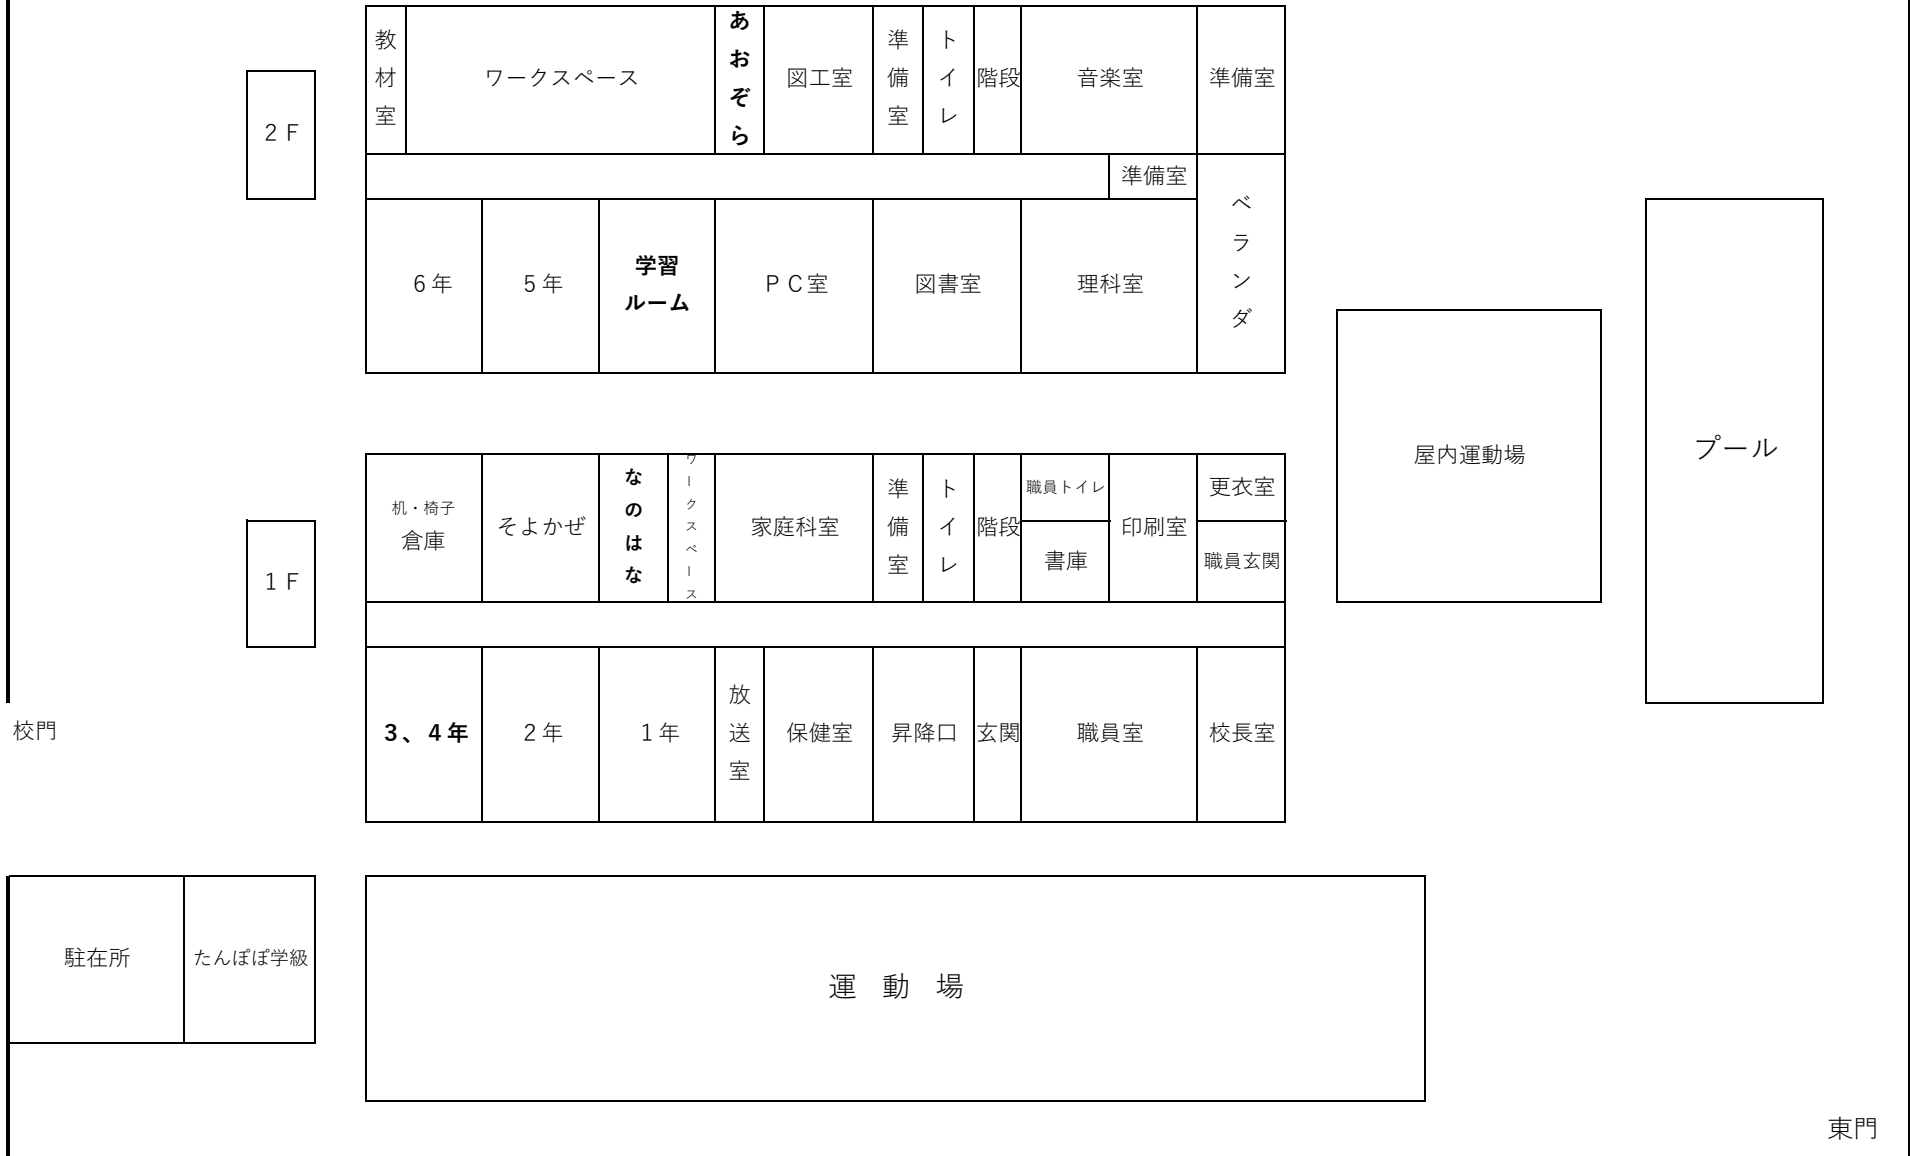 教材室
ワークスペース
あおぞら
図工室
準備室
トイレ
階段
音楽室
準備室
２Ｆ
準備室
ベランダ
６年
５年
学習
ルーム
ＰＣ室
図書室
理科室
屋内運動場
プール
机・椅子
倉庫
そよかぜ
なのはな
ワークスペース
家庭科室
準備室
トイレ
階段
職員トイレ
書庫
印刷室
更衣室
職員玄関
１Ｆ
３、４年
２年
１年
放送室
保健室
昇降口
玄関
職員室
校長室
校門
駐在所
たんぽぽ学級
運　動　場
東門